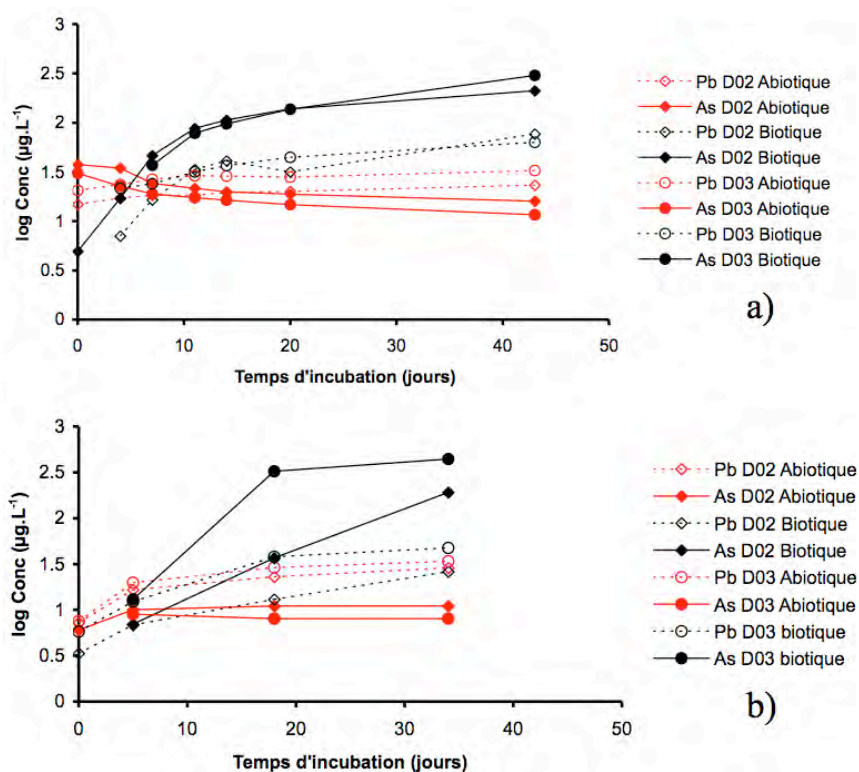 3
2.5
2
1.5
1
0.5
0
log Conc (µg.L-1)
0 10 20 30 40 50
Temps d'incubation (jours)
Pb D02 Abiotique
As D02 Abiotique
Pb D02 Biotique
As D02 Biotique
Pb D03 Abiotique
As D03 Abiotique
Pb D03 Biotique
As D03 Biotique
a)
3
2.5
2
1.5
1
0.5
0
log Conc (µg.L-1)
0 10 20 30 40 50
Temps d'incubation (jours)
Pb D02 Abiotique
As D02 Abiotique
Pb D02 Biotique
As D02 Biotique
Pb D03 Abiotique
As D03 Abiotique
Pb D03 biotique
As D03 biotique
b)